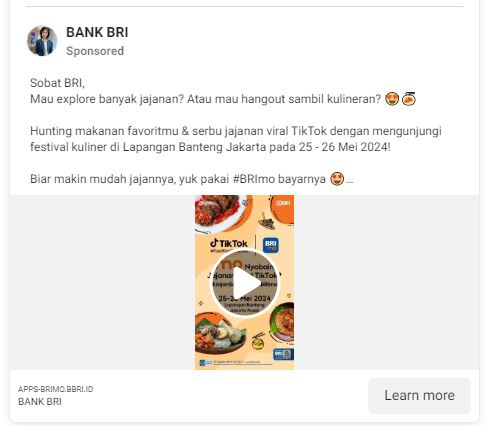 BANK BRI
Sponsored
Sobat BRI,
Mau explore banyak jajanan? Atau mau hangout sambil kulineran? 😍🍜
Hunting makanan favoritmu & serbu jajanan viral TikTok dengan mengunjungi
festival kuliner di Lapangan Banteng Jakarta pada 25 - 26 Mei 2024!
Biar makin mudah jajannya, yuk pakai #BRImo bayarnya 😍...
TikTok
BRI
mo
Nyobain
Jajanan
TikTok?
Mei 2024
Lapangan Banteng
Jakarta Pusat
APPS-BRIMO.BBRI.ID
BANK BRI
Learn more